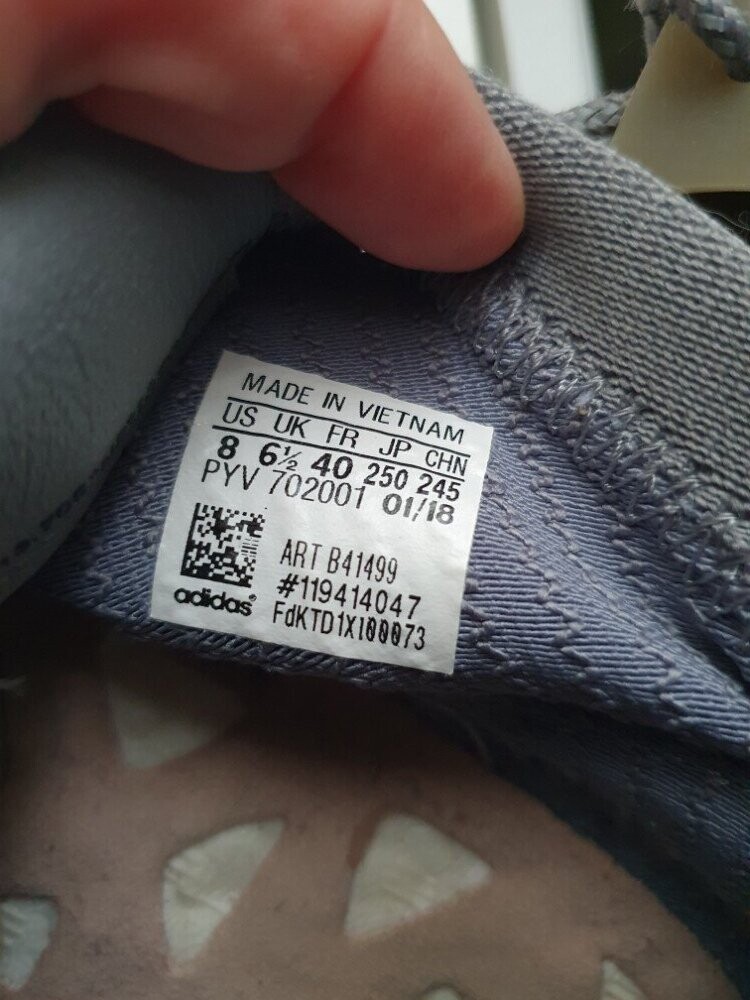 MADE IN VIETNAM
US UK FR JP CHN
8 6½ 40 250 245
PYV 702001 01/18
ART B41499
#119414047
adidas®
FdKTD1X100073